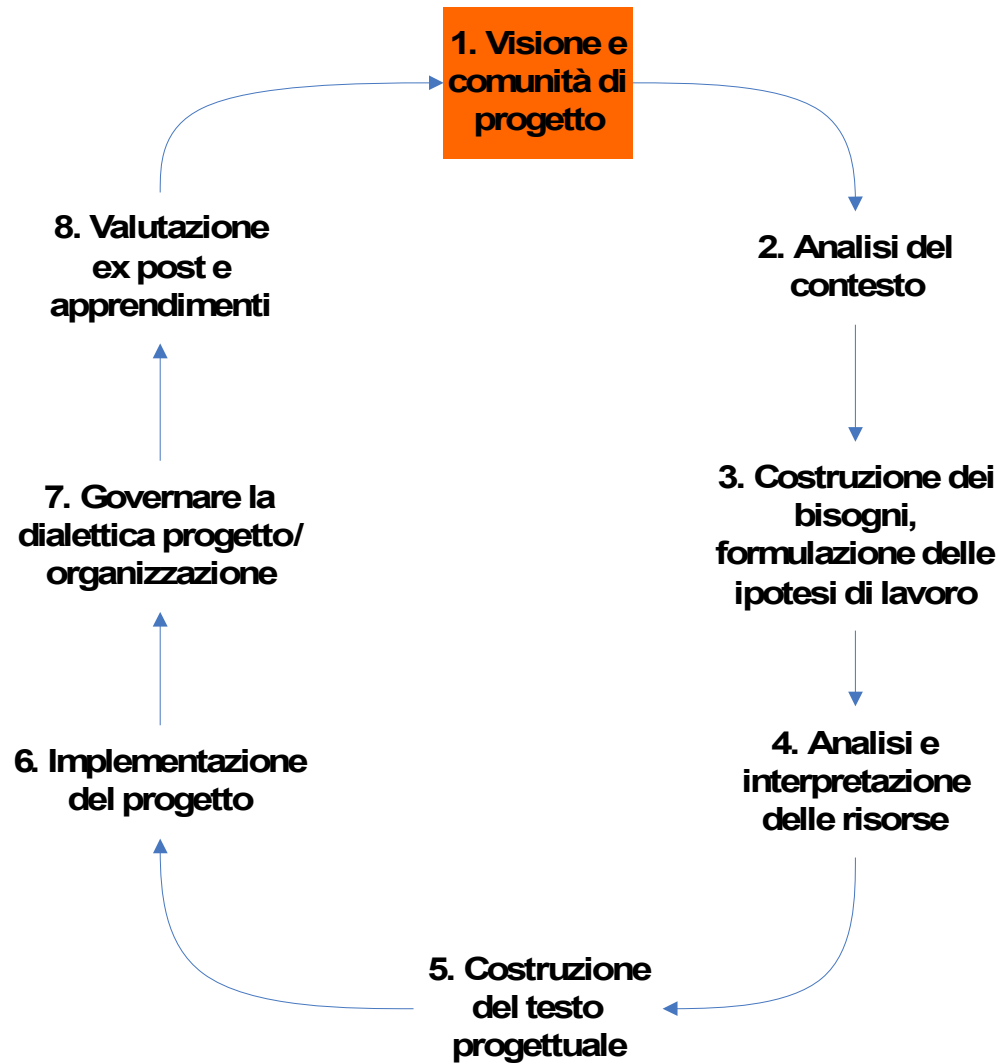 1. Visione e
comunità di
progetto
2. Analisi del
contesto
3. Costruzione dei
bisogni,
formulazione delle
ipotesi di lavoro
4. Analisi e
interpretazione
delle risorse
5. Costruzione
del testo
progettuale
6. Implementazione
del progetto
7. Governare la
dialettica progetto/
organizzazione
8. Valutazione
ex post e
apprendimenti